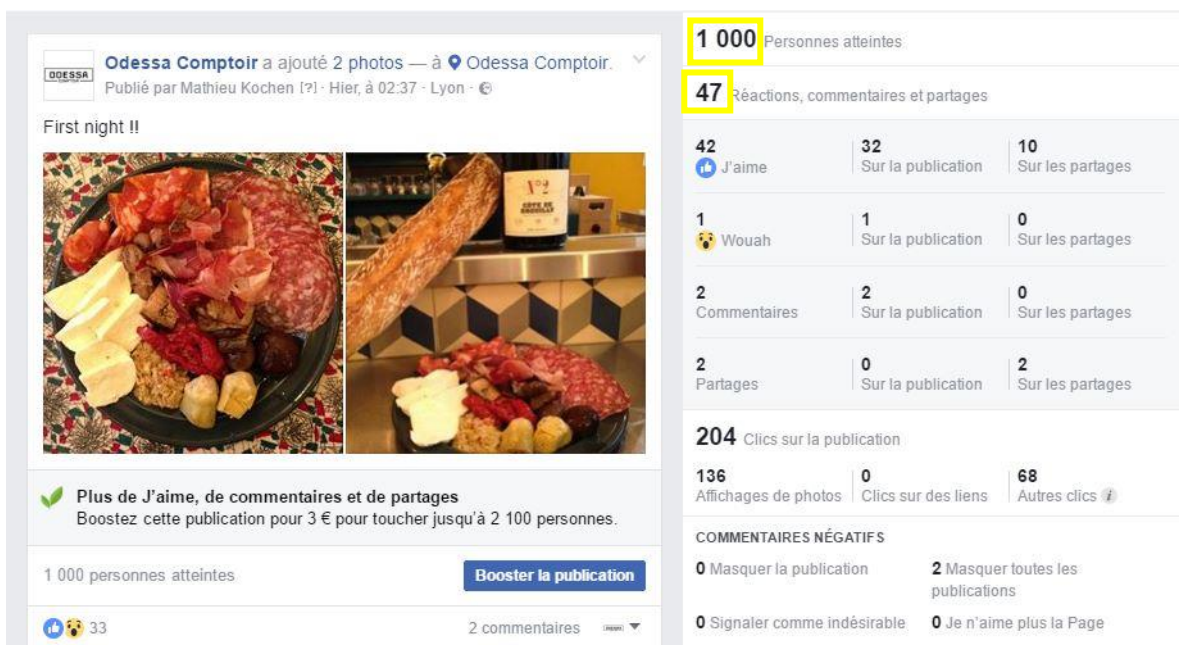 Odessa Comptoir a ajouté 2 photos — à Odessa Comptoir.
Publié par Mathieu Kochen [?] · Hier, à 02:37 · Lyon ·
ODESSA
First night !!
N°2
CÔTE DE
BROUILLY
Plus de J'aime, de commentaires et de partages
Boostez cette publication pour 3 € pour toucher jusqu'à 2 100 personnes.
1 000 personnes atteintes
Booster la publication
33
2 commentaires
1 000 Personnes atteintes
47 Réactions, commentaires et partages
42 32 10
J'aime Sur la publication Sur les partages
1 1 0
Wouah Sur la publication Sur les partages
2 2 0
Commentaires Sur la publication Sur les partages
2 0 2
Partages Sur la publication Sur les partages
204 Clics sur la publication
136 0 68
Affichages de photos Clics sur des liens Autres clics i
COMMENTAIRES NÉGATIFS
0 Masquer la publication 2 Masquer toutes les
publications
0 Signaler comme indésirable 0 Je n'aime plus la Page